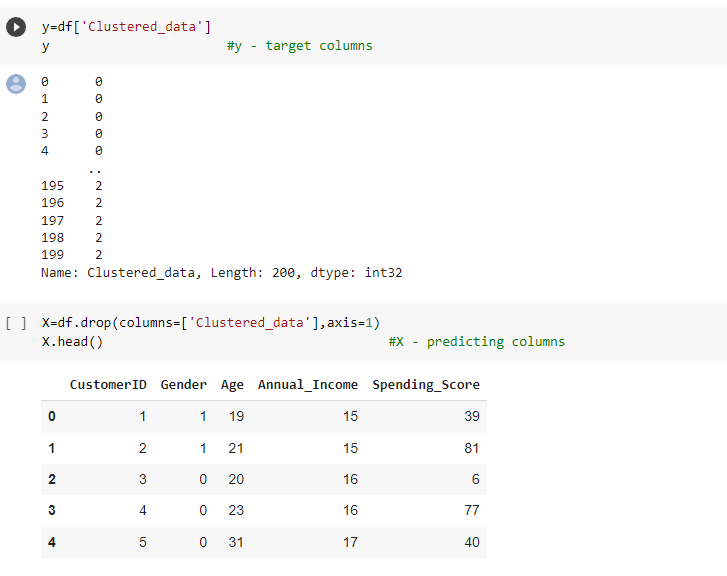 y=df['Clustered_data']
y #y - target columns
0 0
1 0
2 0
3 0
4 0
..
195 2
196 2
197 2
198 2
199 2
Name: Clustered_data, Length: 200, dtype: int32
[ ] X=df.drop(columns=['Clustered_data'],axis=1)
X.head() #X - predicting columns
CustomerID Gender Age Annual_Income Spending_Score
0 1 1 19 15 39
1 2 1 21 15 81
2 3 0 20 16 6
3 4 0 23 16 77
4 5 0 31 17 40